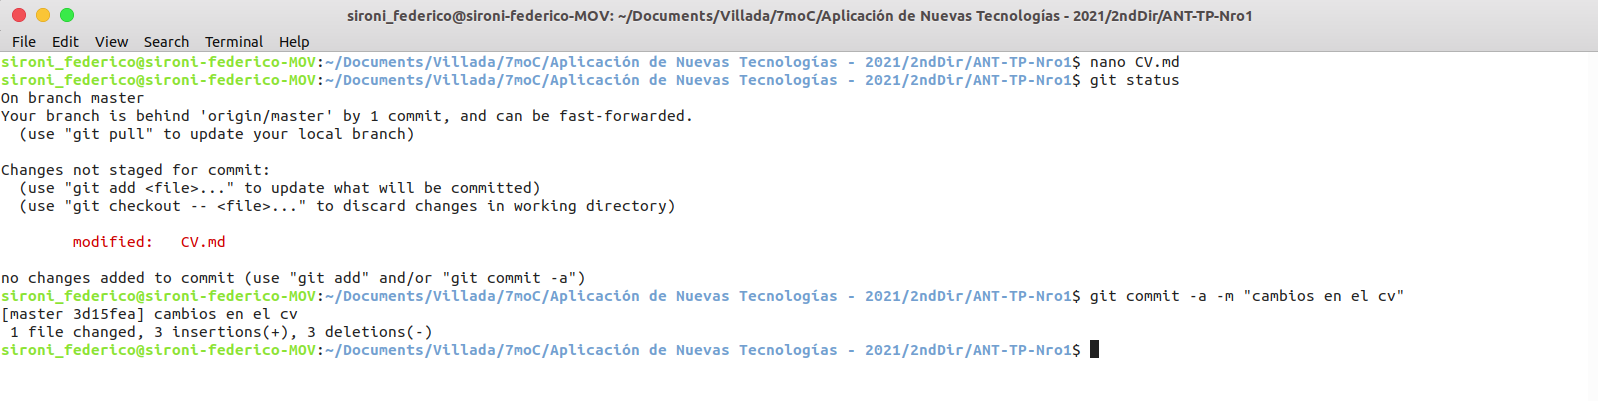 sironi_federico@sironi-federico-MOV: ~/Documents/Villada/7moC/Aplicación de Nuevas Tecnologías - 2021/2ndDir/ANT-TP-Nro1
File Edit View Search Terminal Help
sironi_federico@sironi-federico-MOV:~/Documents/Villada/7moC/Aplicación de Nuevas Tecnologías - 2021/2ndDir/ANT-TP-Nro1$ nano CV.md
sironi_federico@sironi-federico-MOV:~/Documents/Villada/7moC/Aplicación de Nuevas Tecnologías - 2021/2ndDir/ANT-TP-Nro1$ git status
On branch master
Your branch is behind 'origin/master' by 1 commit, and can be fast-forwarded.
  (use "git pull" to update your local branch)
Changes not staged for commit:
  (use "git add <file>..." to update what will be committed)
  (use "git checkout -- <file>..." to discard changes in working directory)
        modified:   CV.md
no changes added to commit (use "git add" and/or "git commit -a")
sironi_federico@sironi-federico-MOV:~/Documents/Villada/7moC/Aplicación de Nuevas Tecnologías - 2021/2ndDir/ANT-TP-Nro1$ git commit -a -m "cambios en el cv"
[master 3d15fea] cambios en el cv
 1 file changed, 3 insertions(+), 3 deletions(-)
sironi_federico@sironi-federico-MOV:~/Documents/Villada/7moC/Aplicación de Nuevas Tecnologías - 2021/2ndDir/ANT-TP-Nro1$